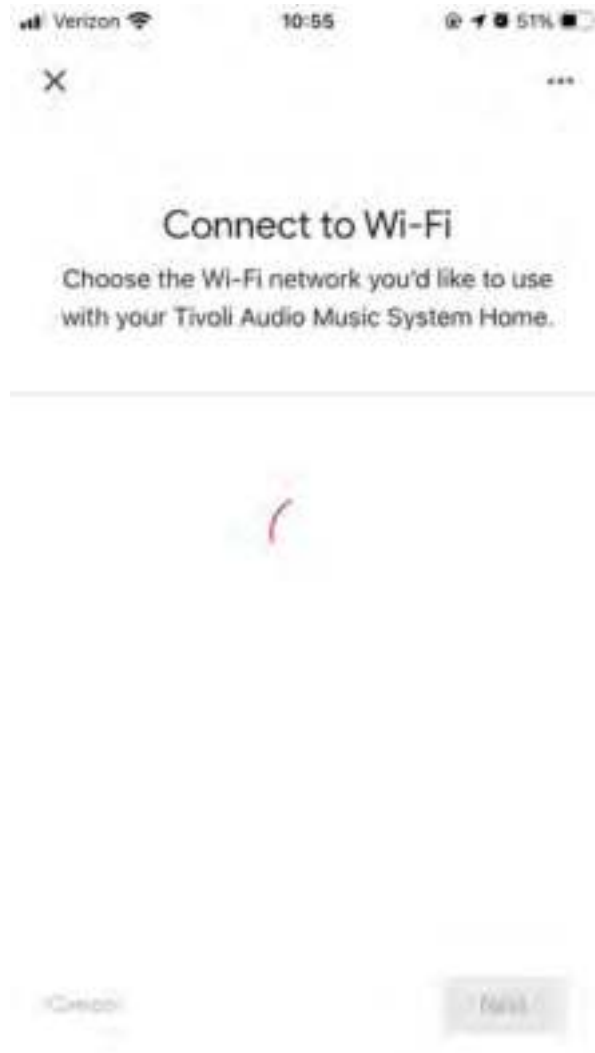 Verizon 10:55 51%
Connect to Wi-Fi
Choose the Wi-Fi network you'd like to use
with your Tivoli Audio Music System Home.
Next